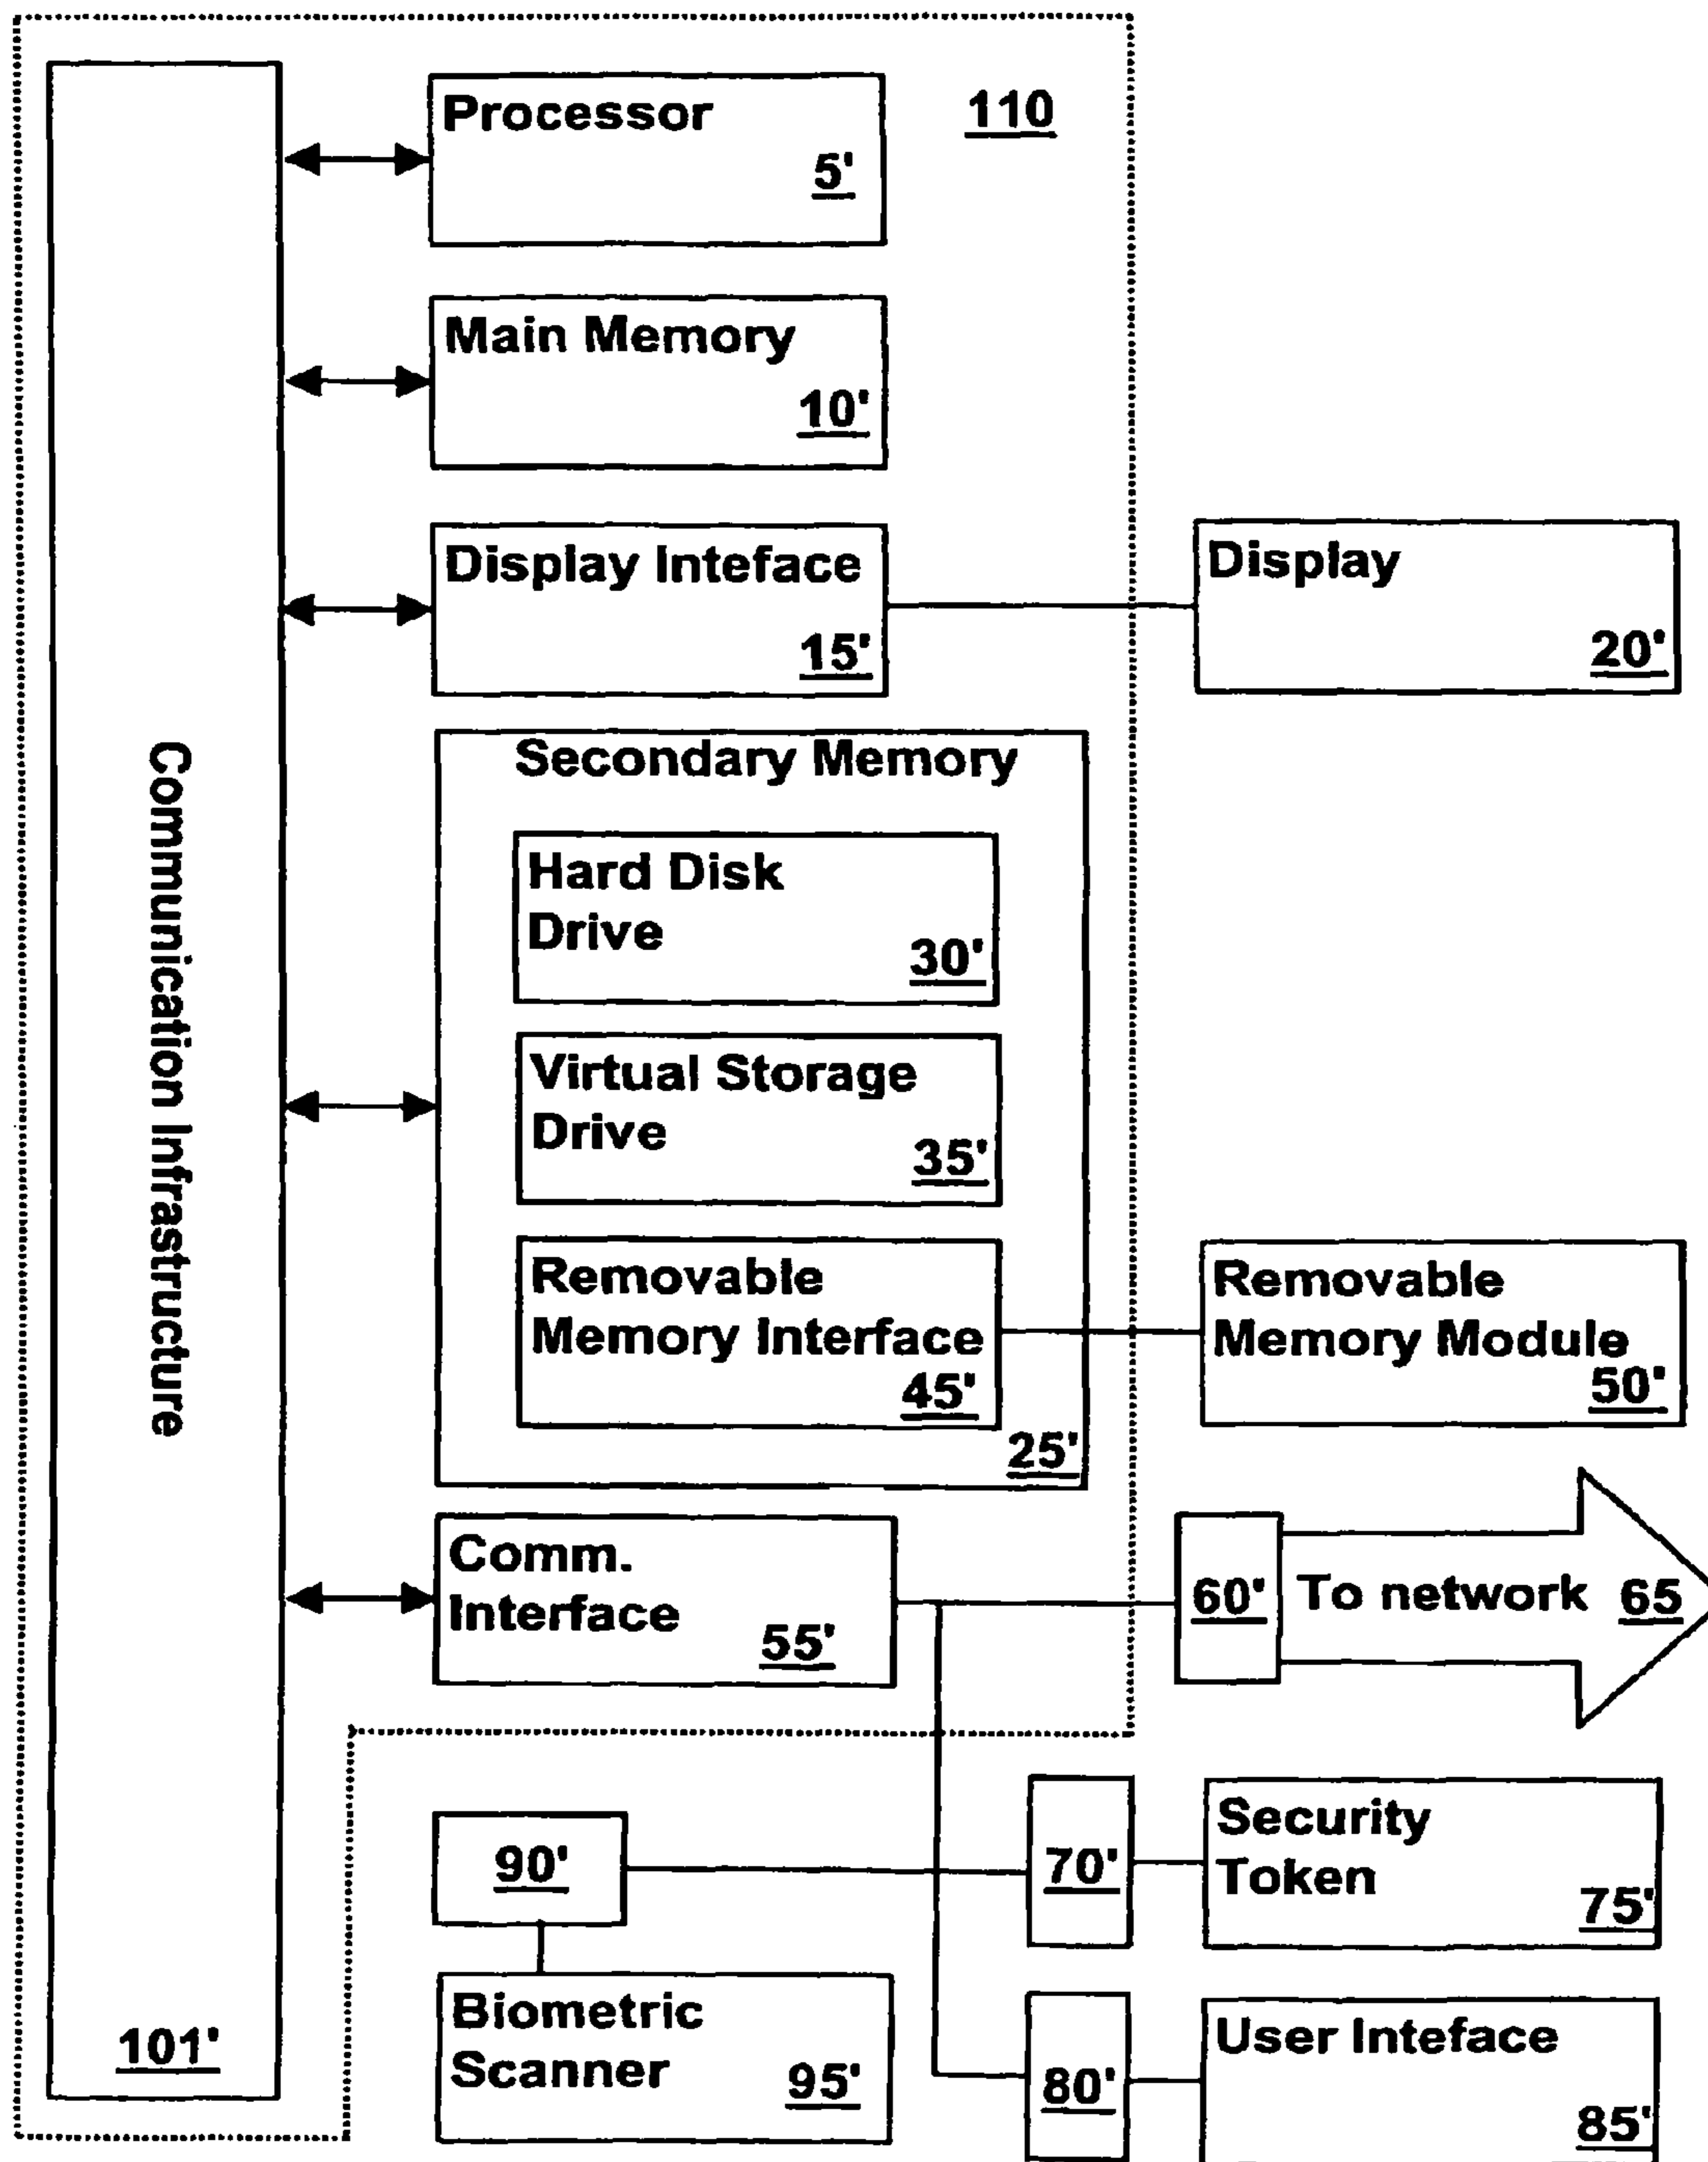 Processor
5'
110
Main Memory
10'
Display Inteface
15'
Display
20'
Communication Infrastructure
101'
Secondary Memory
Hard Disk
Drive
30'
Virtual Storage
Drive
35'
Removable
Memory Interface
45'
25'
Removable
Memory Module
50'
Comm.
Interface
55'
60'
To network 65
90'
70'
Security
Token
75'
Biometric
Scanner
95'
80'
User Inteface
85'